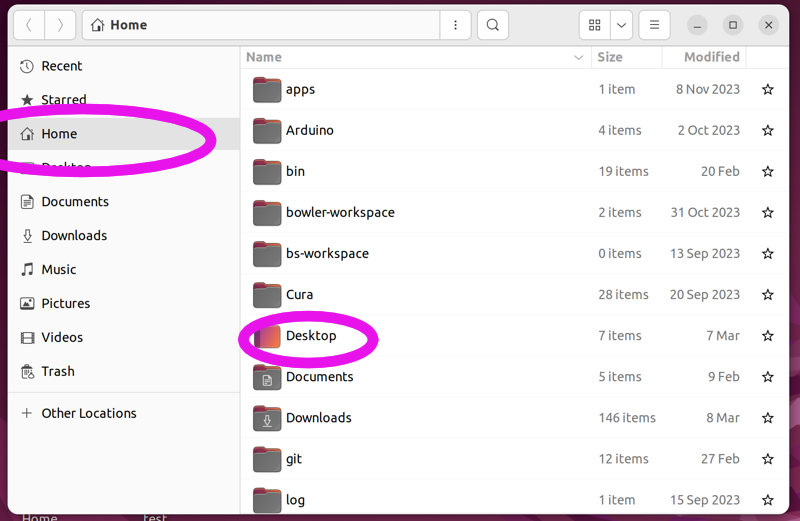 Home
Recent
Starred
Home
Desktop
Documents
Downloads
Music
Pictures
Videos
Trash
Other Locations
Name Size Modified
apps 1 item 8 Nov 2023
Arduino 4 items 2 Oct 2023
bin 19 items 20 Feb
bowler-workspace 2 items 31 Oct 2023
bs-workspace 0 items 13 Sep 2023
Cura 28 items 20 Sep 2023
Desktop 7 items 7 Mar
Documents 5 items 9 Feb
Downloads 146 items 8 Mar
git 12 items 27 Feb
log 1 item 15 Sep 2023
Home test